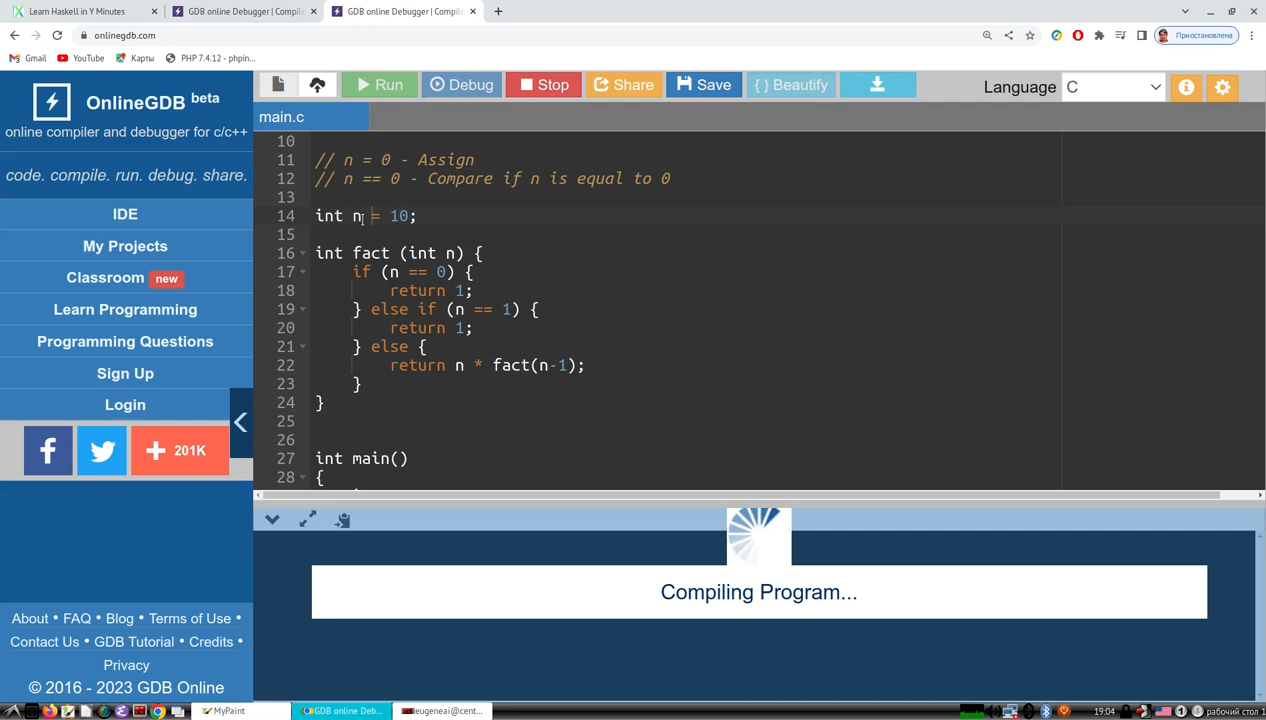 Learn Haskell in Y Minutes
GDB online Debugger | Compile
GDB online Debugger | Compile
onlinegdb.com
Приостановлена
Gmail
YouTube
Карты
PHP 7.4.12 - phpin...
OnlineGDB beta
online compiler and debugger for c/c++
code. compile. run. debug. share.
IDE
My Projects
Classroom new
Learn Programming
Programming Questions
Sign Up
Login
201K
About • FAQ • Blog • Terms of Use •
Contact Us • GDB Tutorial • Credits •
Privacy
© 2016 - 2023 GDB Online
Run
Debug
Stop
Share
Save
{ } Beautify
Language C
main.c
10
11 // n = 0 - Assign
12 // n == 0 - Compare if n is equal to 0
13
14 int n = 10;
15
16 int fact (int n) {
17 if (n == 0) {
18 return 1;
19 } else if (n == 1) {
20 return 1;
21 } else {
22 return n * fact(n-1);
23 }
24 }
25
26
27 int main()
28 {
Compiling Program...
MyPaint
GDB online Deb...
leugeneai@cent...
19:04
рабочий стол 1